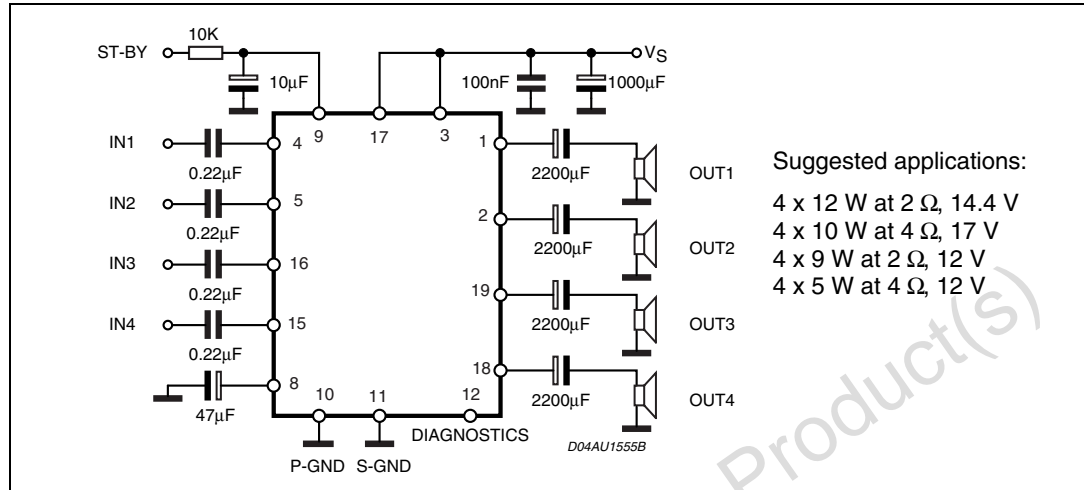 10K
ST-BY
VS
10µF
100nF
1000µF
9
17
3
IN1
4
1
OUT1
0.22µF
2200µF
IN2
5
2
OUT2
0.22µF
2200µF
IN3
16
19
OUT3
0.22µF
2200µF
IN4
15
18
OUT4
0.22µF
2200µF
8
47µF
10
11
12
DIAGNOSTICS
P-GND
S-GND
D04AU1555B
Suggested applications:
4 x 12 W at 2 Ω, 14.4 V
4 x 10 W at 4 Ω, 17 V
4 x 9 W at 2 Ω, 12 V
4 x 5 W at 4 Ω, 12 V
Product(s)